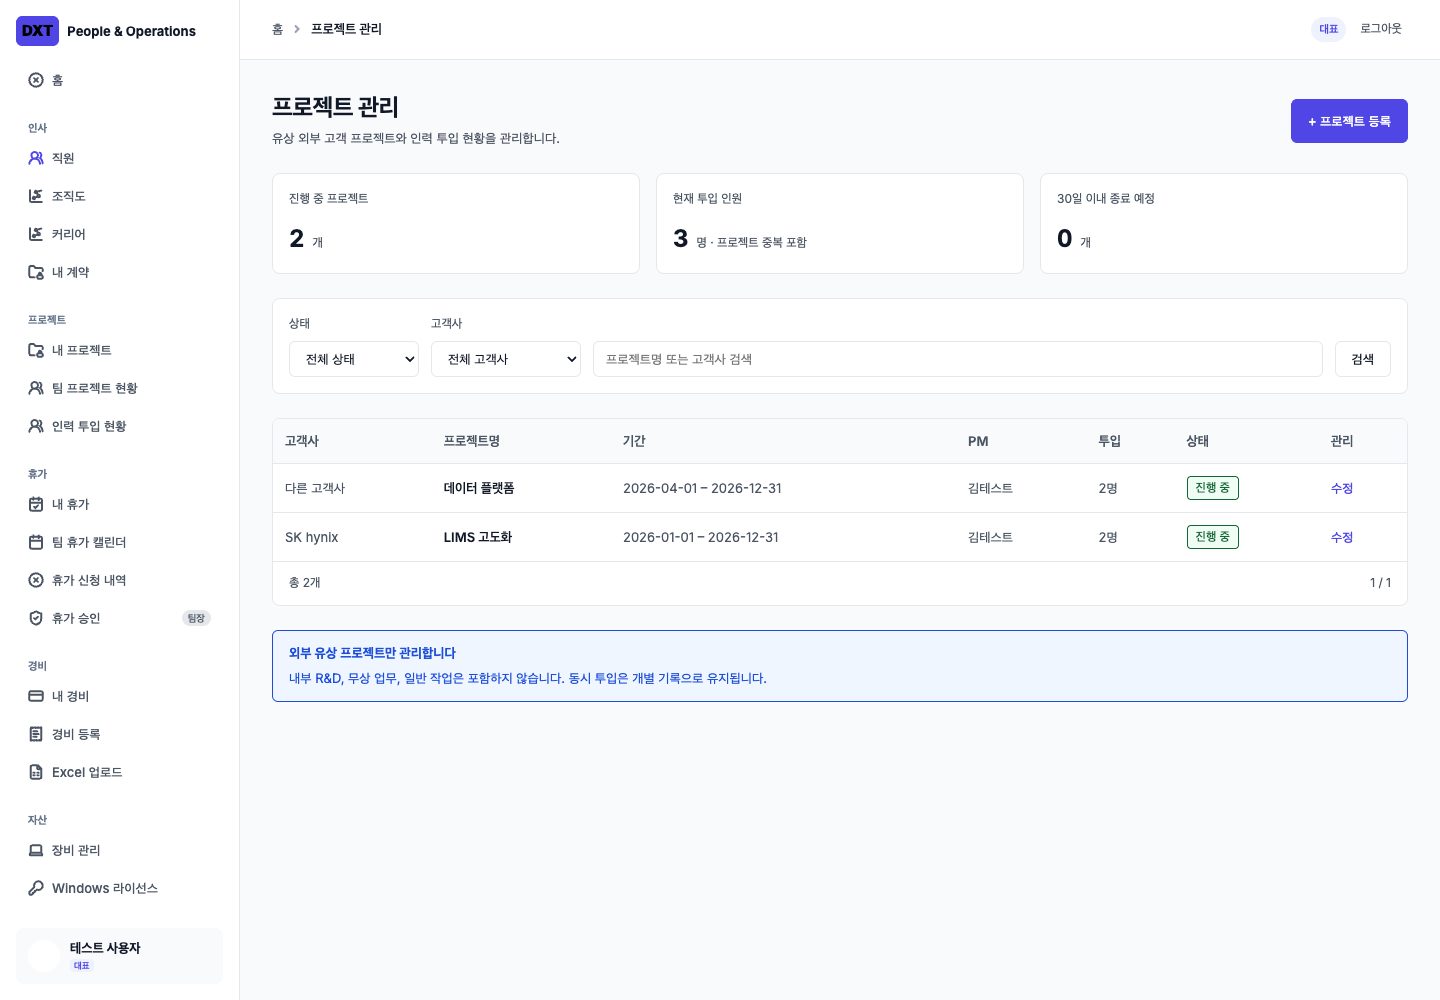 DXT People & Operations
홈
인사
직원
조직도
커리어
내 계약
프로젝트
내 프로젝트
팀 프로젝트 현황
인력 투입 현황
휴가
내 휴가
팀 휴가 캘린더
휴가 신청 내역
휴가 승인 팀장
경비
내 경비
경비 등록
Excel 업로드
자산
장비 관리
Windows 라이선스
테스트 사용자
대표
홈 > 프로젝트 관리
대표 로그아웃
프로젝트 관리
유상 외부 고객 프로젝트와 인력 투입 현황을 관리합니다.
+ 프로젝트 등록
진행 중 프로젝트
2 개
현재 투입 인원
3 명 · 프로젝트 중복 포함
30일 이내 종료 예정
0 개
상태 고객사
전체 상태 전체 고객사 프로젝트명 또는 고객사 검색 검색
고객사 프로젝트명 기간 PM 투입 상태 관리
다른 고객사 데이터 플랫폼 2026-04-01 – 2026-12-31 김테스트 2명 진행 중 수정
SK hynix LIMS 고도화 2026-01-01 – 2026-12-31 김테스트 2명 진행 중 수정
총 2개 1 / 1
외부 유상 프로젝트만 관리합니다
내부 R&D, 무상 업무, 일반 작업은 포함하지 않습니다. 동시 투입은 개별 기록으로 유지됩니다.